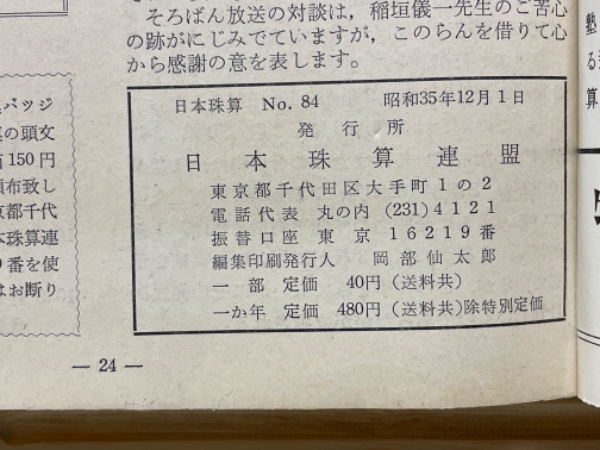 そろばん放送の対談は，稲垣儀一先生のご苦心
の跡がにじみでていますが，このらんを借りて心
から感謝の意を表します。
バッジ
の頭文
150円
頒布致し
京都千代
本珠算連
9番を使
はお断り
日本珠算 No. 84 昭和35年12月1日
発行所
日本珠算連盟
東京都千代田区大手町1の2
電話代表 丸の内 (231) 4121
振替口座 東京 16219番
編集印刷発行人 岡部仙太郎
一部 定価 40円（送料共）
一か年 定価 480円（送料共）除特別定価
— 24 —
塾
る
算